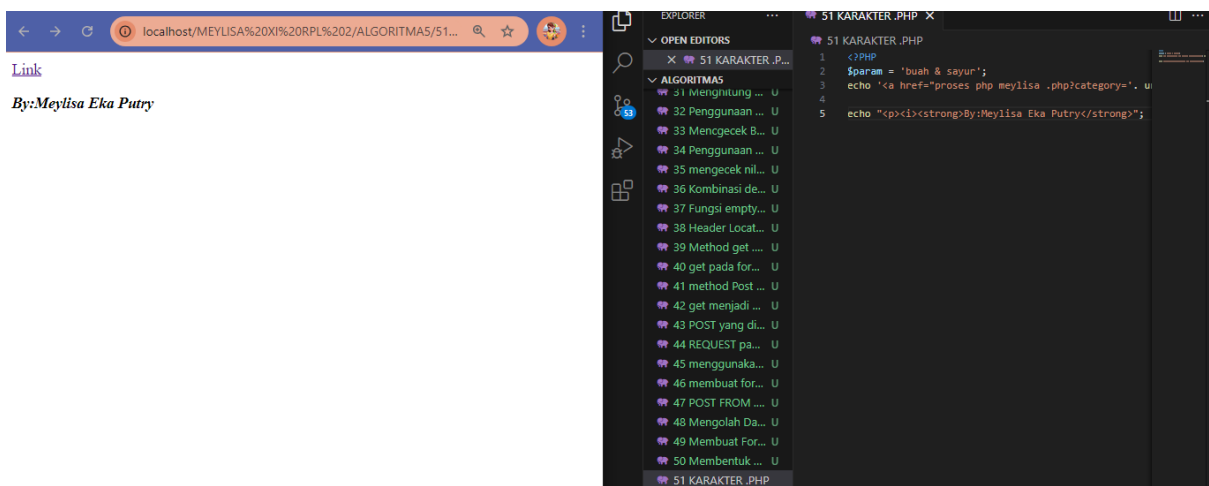 localhost/MEYLISA%20XI%20RPL%202/ALGORITMA5/51...
Link
By:Meylisa Eka Putry
53
EXPLORER ...
OPEN EDITORS
51 KARAKTER .P...
ALGORITMA5
31 Menghitung ... U
32 Penggunaan ... U
33 Mencgecek B... U
34 Penggunaan ... U
35 mengecek nil... U
36 Kombinasi de... U
37 Fungsi empty... U
38 Header Locat... U
39 Method get .... U
40 get pada for... U
41 method Post ... U
42 get menjadi ... U
43 POST yang di... U
44 REQUEST pa... U
45 menggunaka... U
46 membuat for... U
47 POST FROM .... U
48 Mengolah Da... U
49 Membuat For... U
50 Membentuk ... U
51 KARAKTER .PHP
51 KARAKTER .PHP
51 KARAKTER .PHP
1 <?PHP
2 $param = 'buah & sayur';
3 echo '<a href="proses php meylisa .php?category='. u
4
5 echo "<p><i><strong>By:Meylisa Eka Putry</strong>";